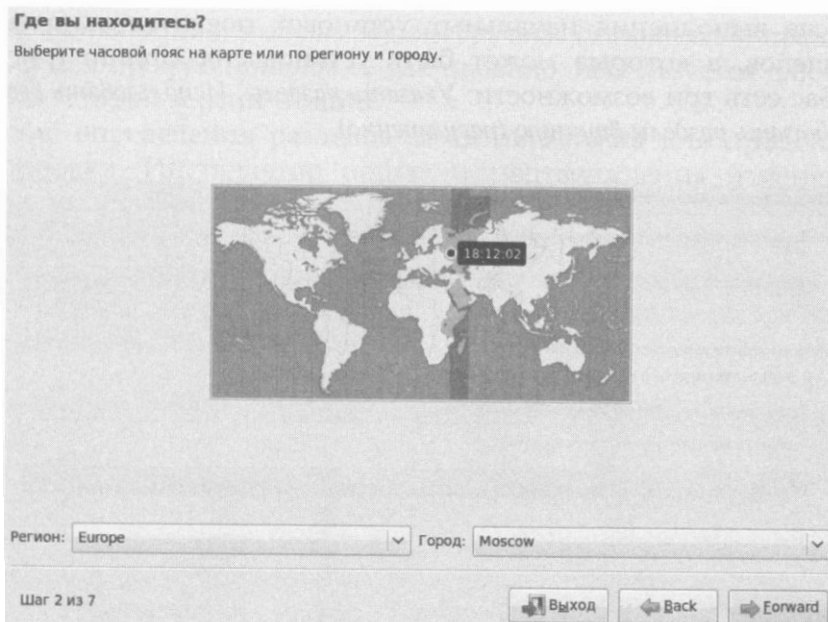 Где вы находитесь?
Выберите часовой пояс на карте или по региону и городу.
18:12:02
Регион: Europe Город: Moscow
Шаг 2 из 7 Выход Back Forward